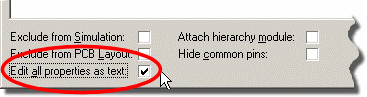 Exclude from Simulation:
Attach hierarchy module:
Exclude from PCB Layout:
Hide common pins:
Edit all properties as text: